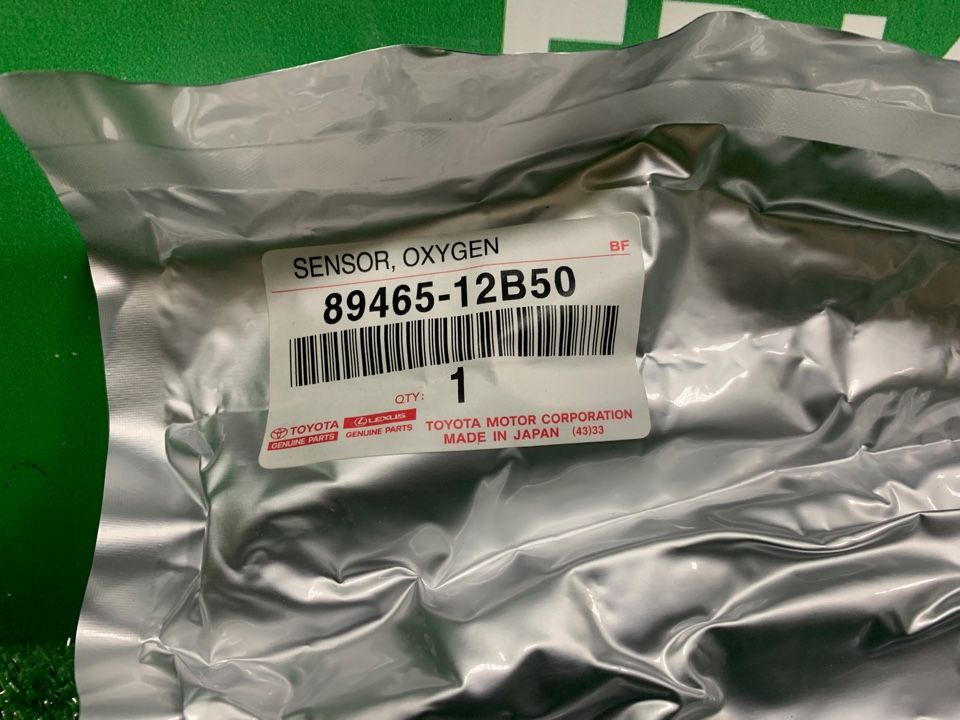 SENSOR, OXYGEN
BF
89465-12B50
QTY: 1
TOYOTA
GENUINE PARTS
LEXUS
GENUINE PARTS
TOYOTA MOTOR CORPORATION
MADE IN JAPAN (43)33